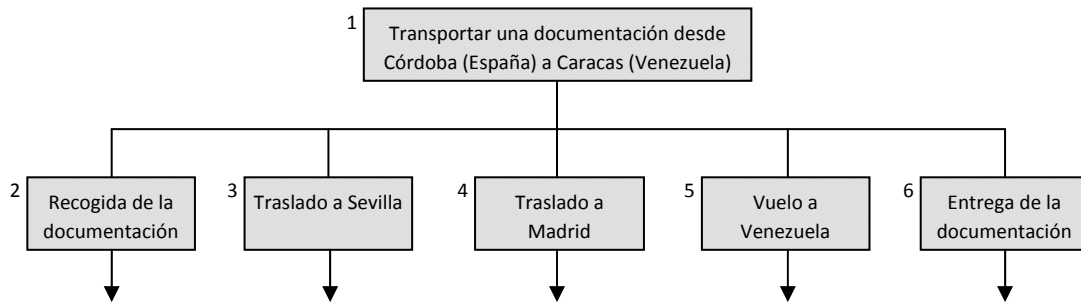 1
Transportar una documentación desde
Córdoba (España) a Caracas (Venezuela)
2
Recogida de la
documentación
3
Traslado a Sevilla
4
Traslado a
Madrid
5
Vuelo a
Venezuela
6
Entrega de la
documentación